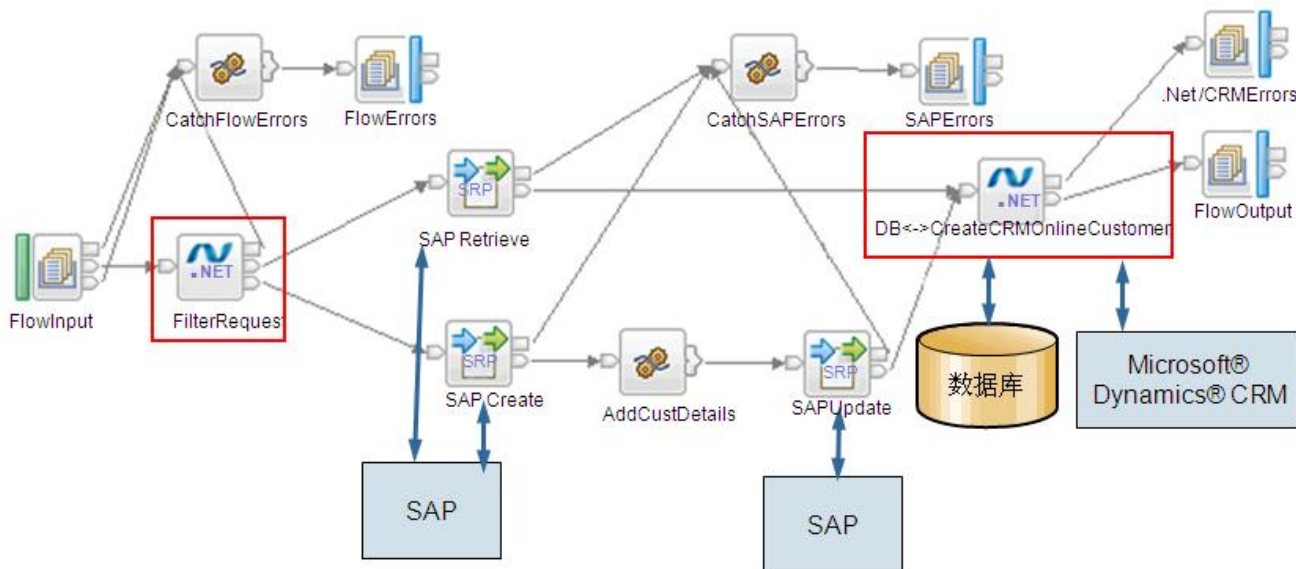 CatchFlowErrors
FlowErrors
CatchSAPErrors
SAPErrors
.Net/CRMErrors
SRP
SAP Retrieve
.NET
DB<->CreateCRMOnlineCustomer
FlowOutput
FlowInput
.NET
FilterRequest
SRP
SAP Create
AddCustDetails
SRP
SAPUpdate
数据库
Microsoft®
Dynamics® CRM
SAP
SAP